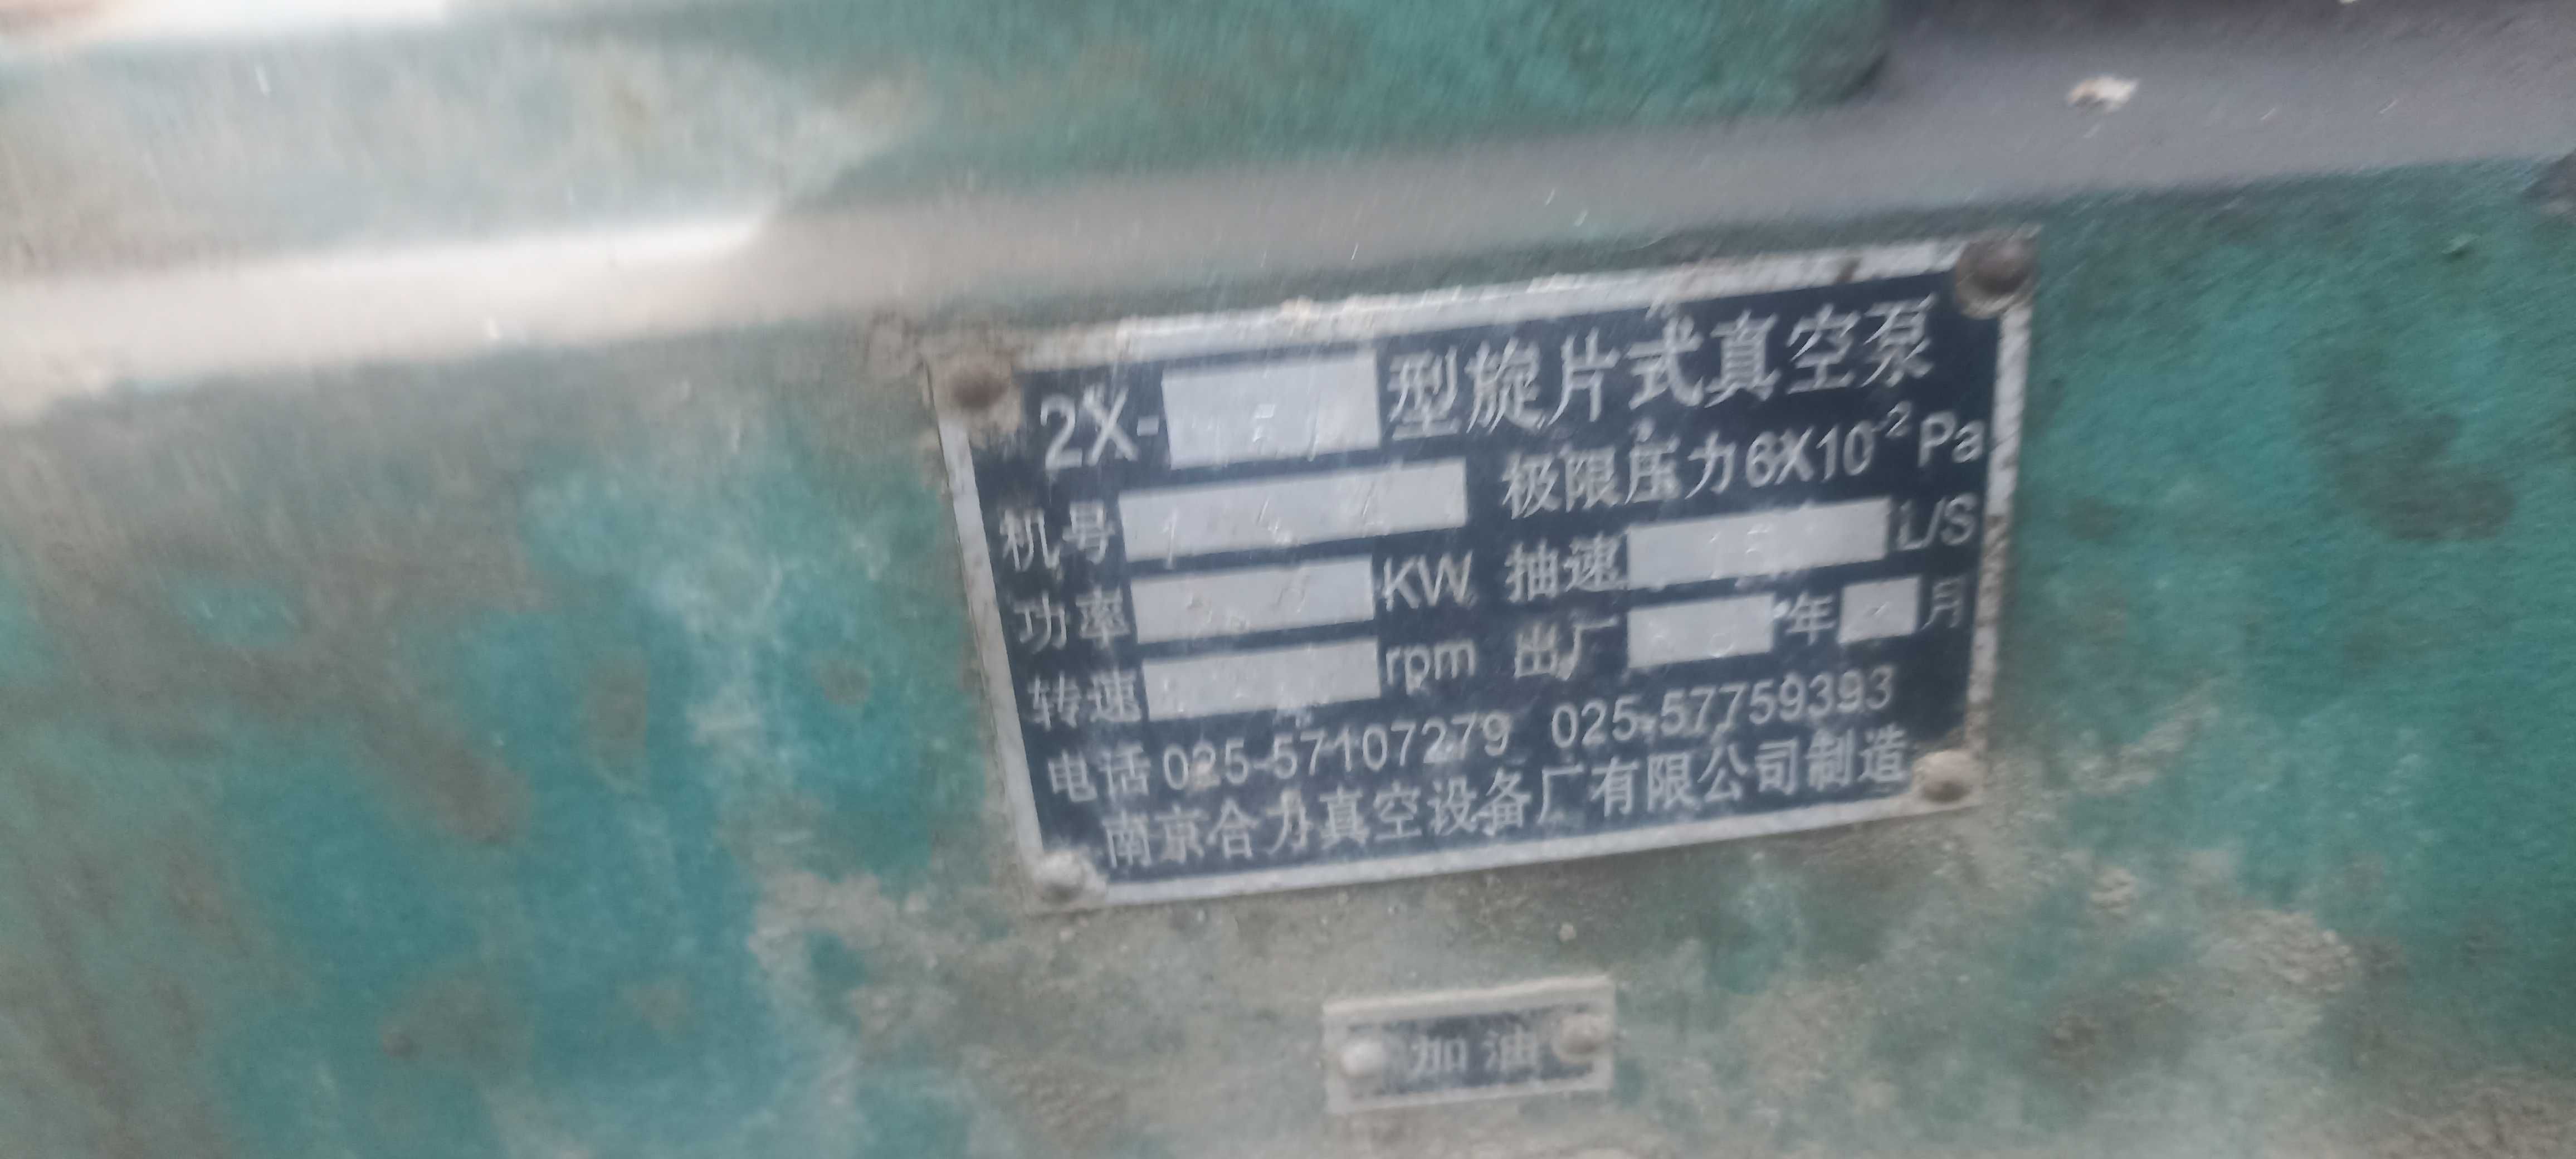 2X- 型旋片式真空泵
机号 极限压力6X10⁻² Pa
功率 KW 抽速 15 L/S
转速 rpm 出厂 年 月
电话 025-57107279 025-57759393
南京合力真空设备厂有限公司制造
加油